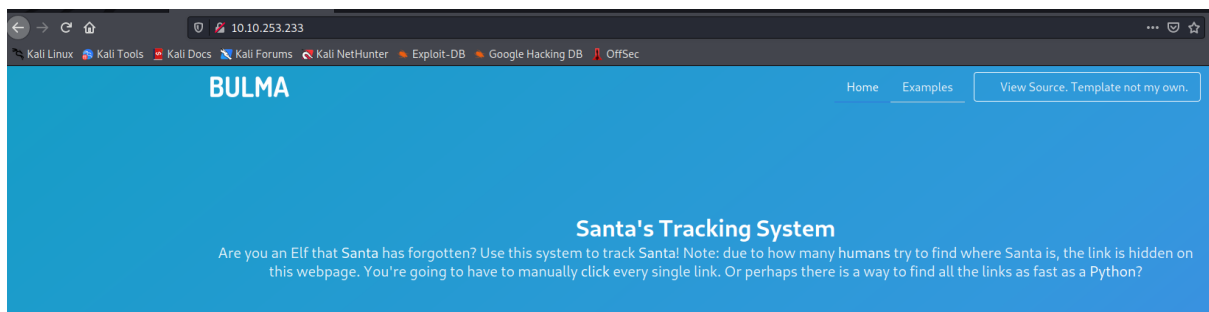 10.10.253.233
Kali Linux Kali Tools Kali Docs Kali Forums Kali NetHunter Exploit-DB Google Hacking DB OffSec
BULMA Home Examples View Source. Template not my own.
Santa's Tracking System
Are you an Elf that Santa has forgotten? Use this system to track Santa! Note: due to how many humans try to find where Santa is, the link is hidden on
this webpage. You're going to have to manually click every single link. Or perhaps there is a way to find all the links as fast as a Python?